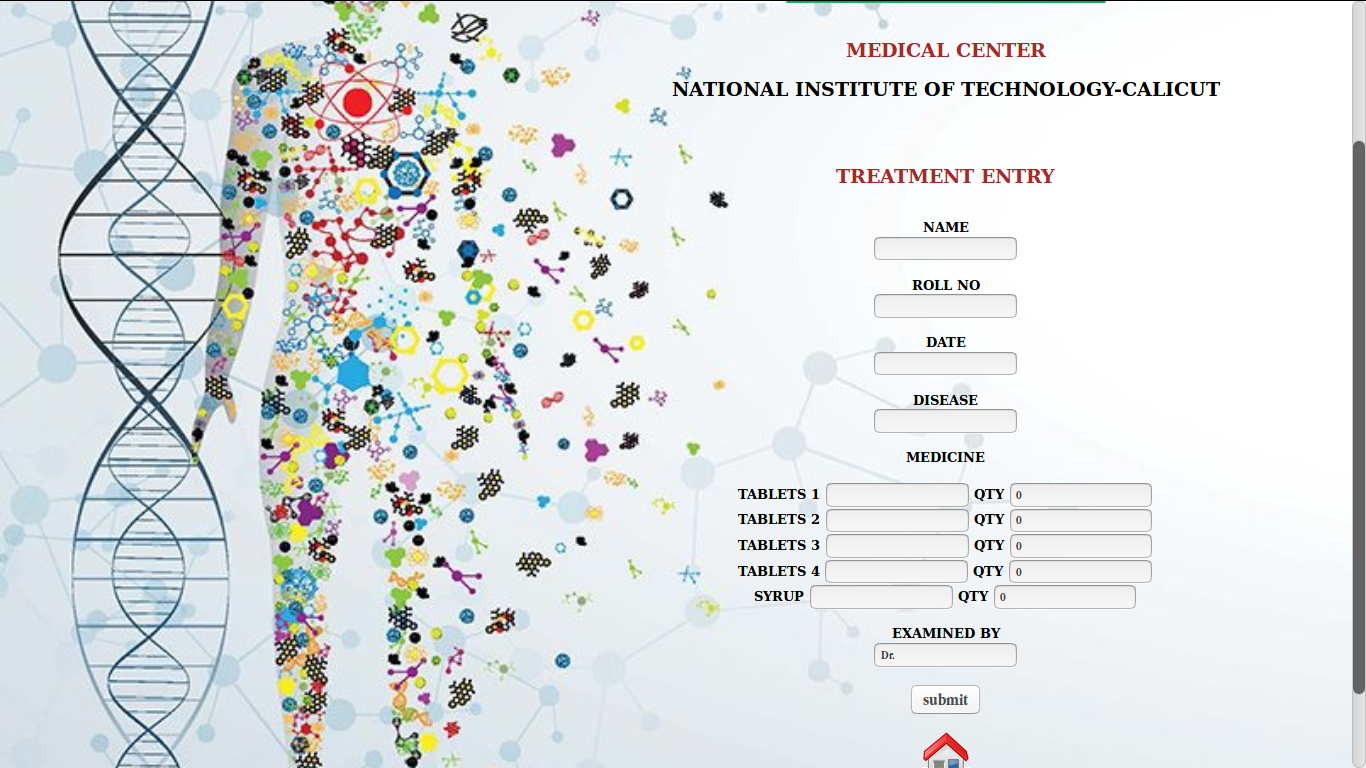 MEDICAL CENTER
NATIONAL INSTITUTE OF TECHNOLOGY-CALICUT
TREATMENT ENTRY
NAME
ROLL NO
DATE
DISEASE
MEDICINE
TABLETS 1 QTY 0
TABLETS 2 QTY 0
TABLETS 3 QTY 0
TABLETS 4 QTY 0
SYRUP QTY 0
EXAMINED BY
Dr.
submit